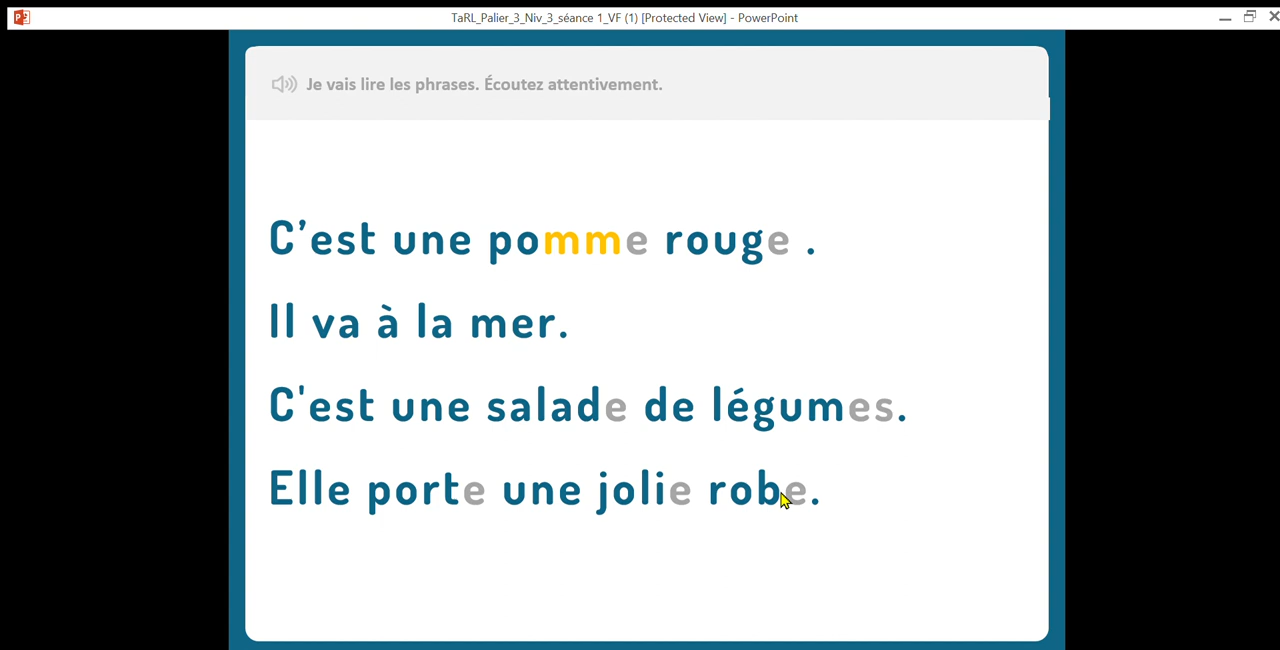 TaRL_Palier_3_Niv_3_séance 1_VF (1) [Protected View] - PowerPoint
Je vais lire les phrases. Écoutez attentivement.
C’est une pomme rouge .
Il va à la mer.
C'est une salade de légumes.
Elle porte une jolie robe.